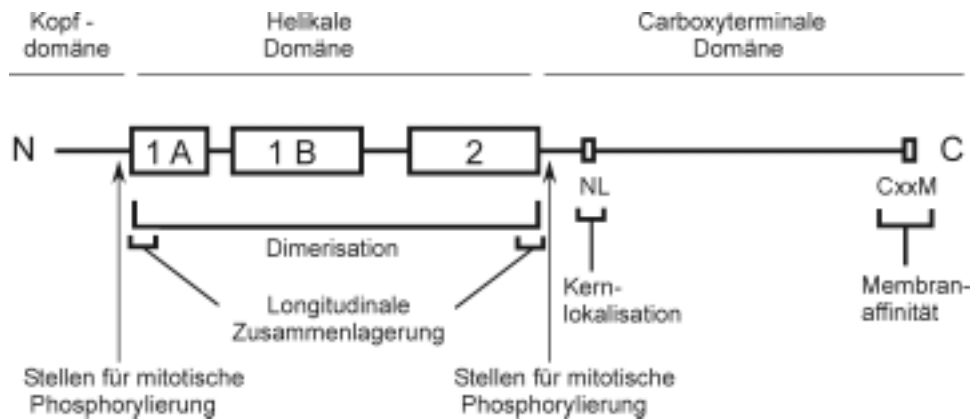 Kopf -
domäne
Helikale
Domäne
Carboxyterminale
Domäne
N
1 A
1 B
2
C
NL
CxxM
Dimerisation
Longitudinale
Zusammenlagerung
Kern-
lokalisation
Membran-
affinität
Stellen für mitotische
Phosphorylierung
Stellen für mitotische
Phosphorylierung